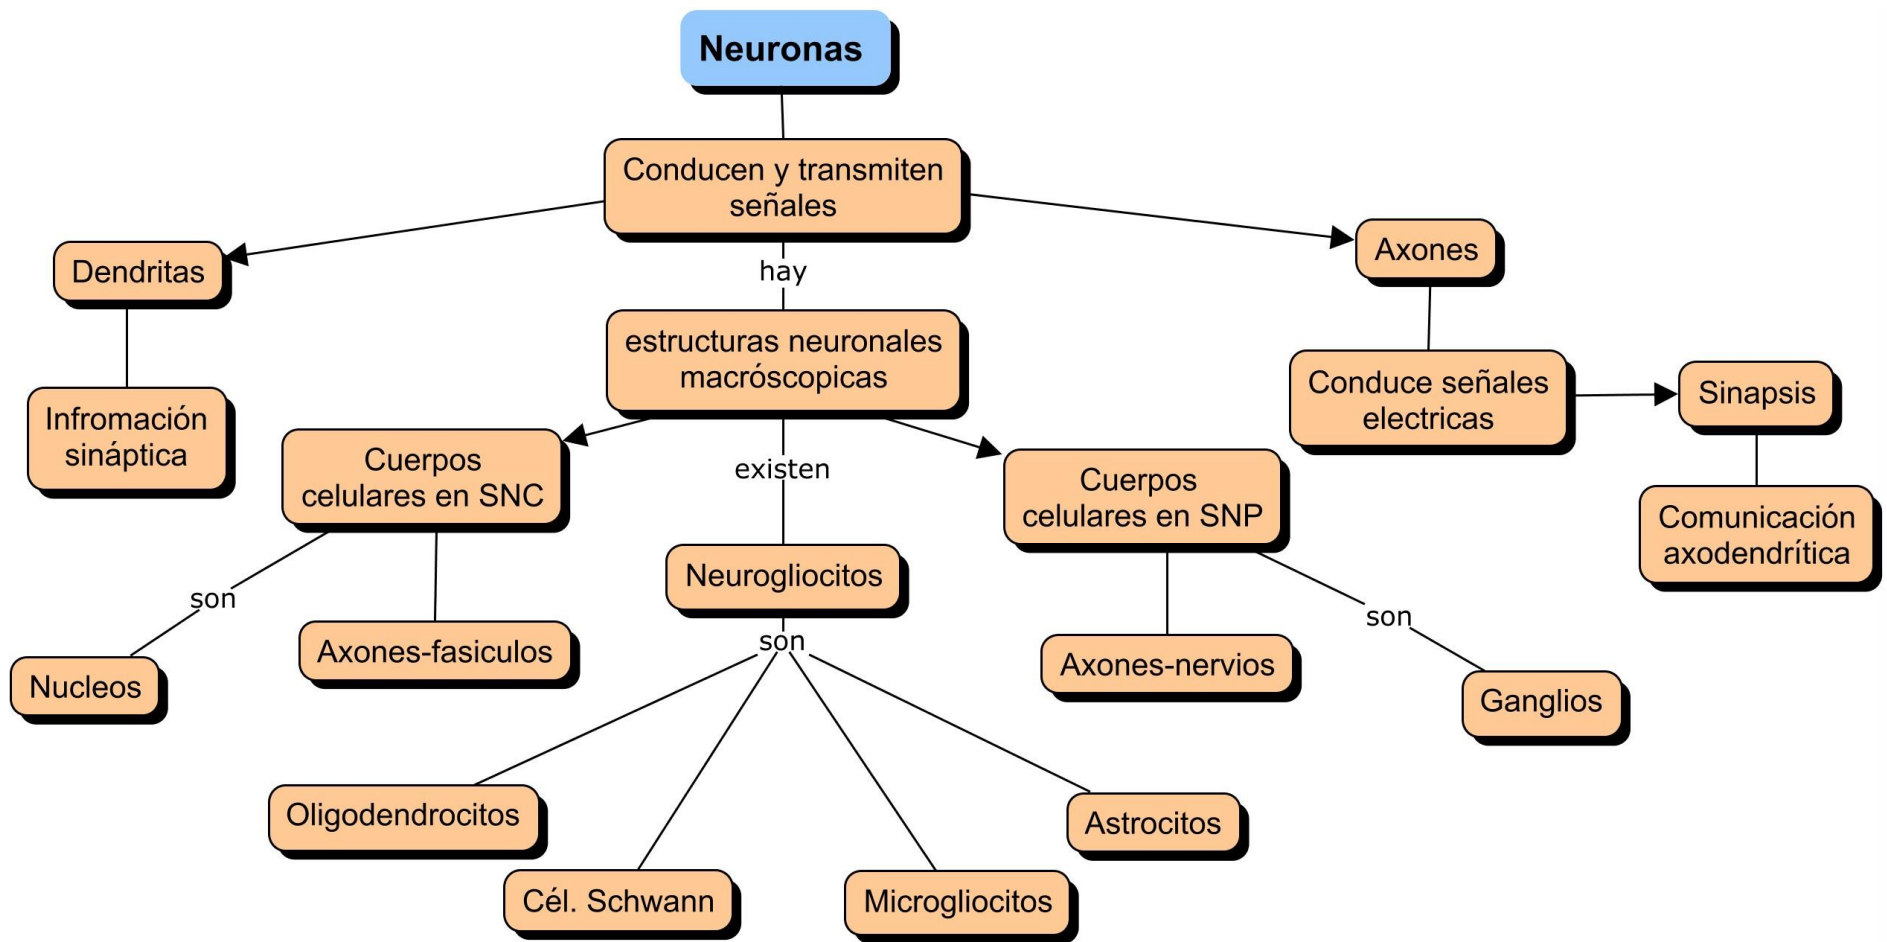 Neuronas
Conducen y transmiten
señales
Dendritas
hay
Axones
Infromación
sináptica
estructuras neuronales
macróscopicas
Conduce señales
electricas
Sinapsis
Comunicación
axodendrítica
Cuerpos
celulares en SNC
existen
Cuerpos
celulares en SNP
son
Nucleos
Axones-fasiculos
Neurogliocitos
son
Axones-nervios
son
Ganglios
Oligodendrocitos
Cél. Schwann
Microgliocitos
Astrocitos